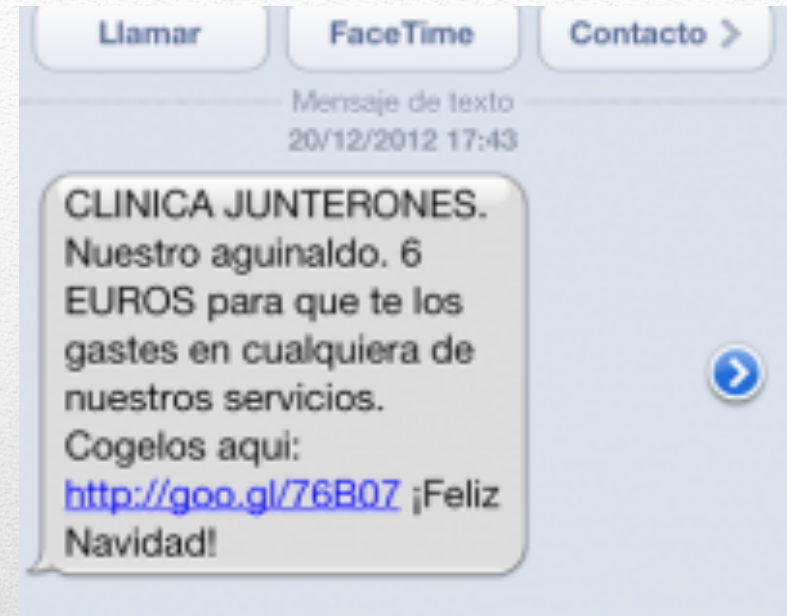 Llamar FaceTime Contacto >
Mensaje de texto
20/12/2012 17:43
CLINICA JUNTERONES.
Nuestro aguinaldo. 6
EUROS para que te los
gastes en cualquiera de
nuestros servicios.
Cogelos aqui:
http://goo.gl/76B07 ¡Feliz
Navidad!